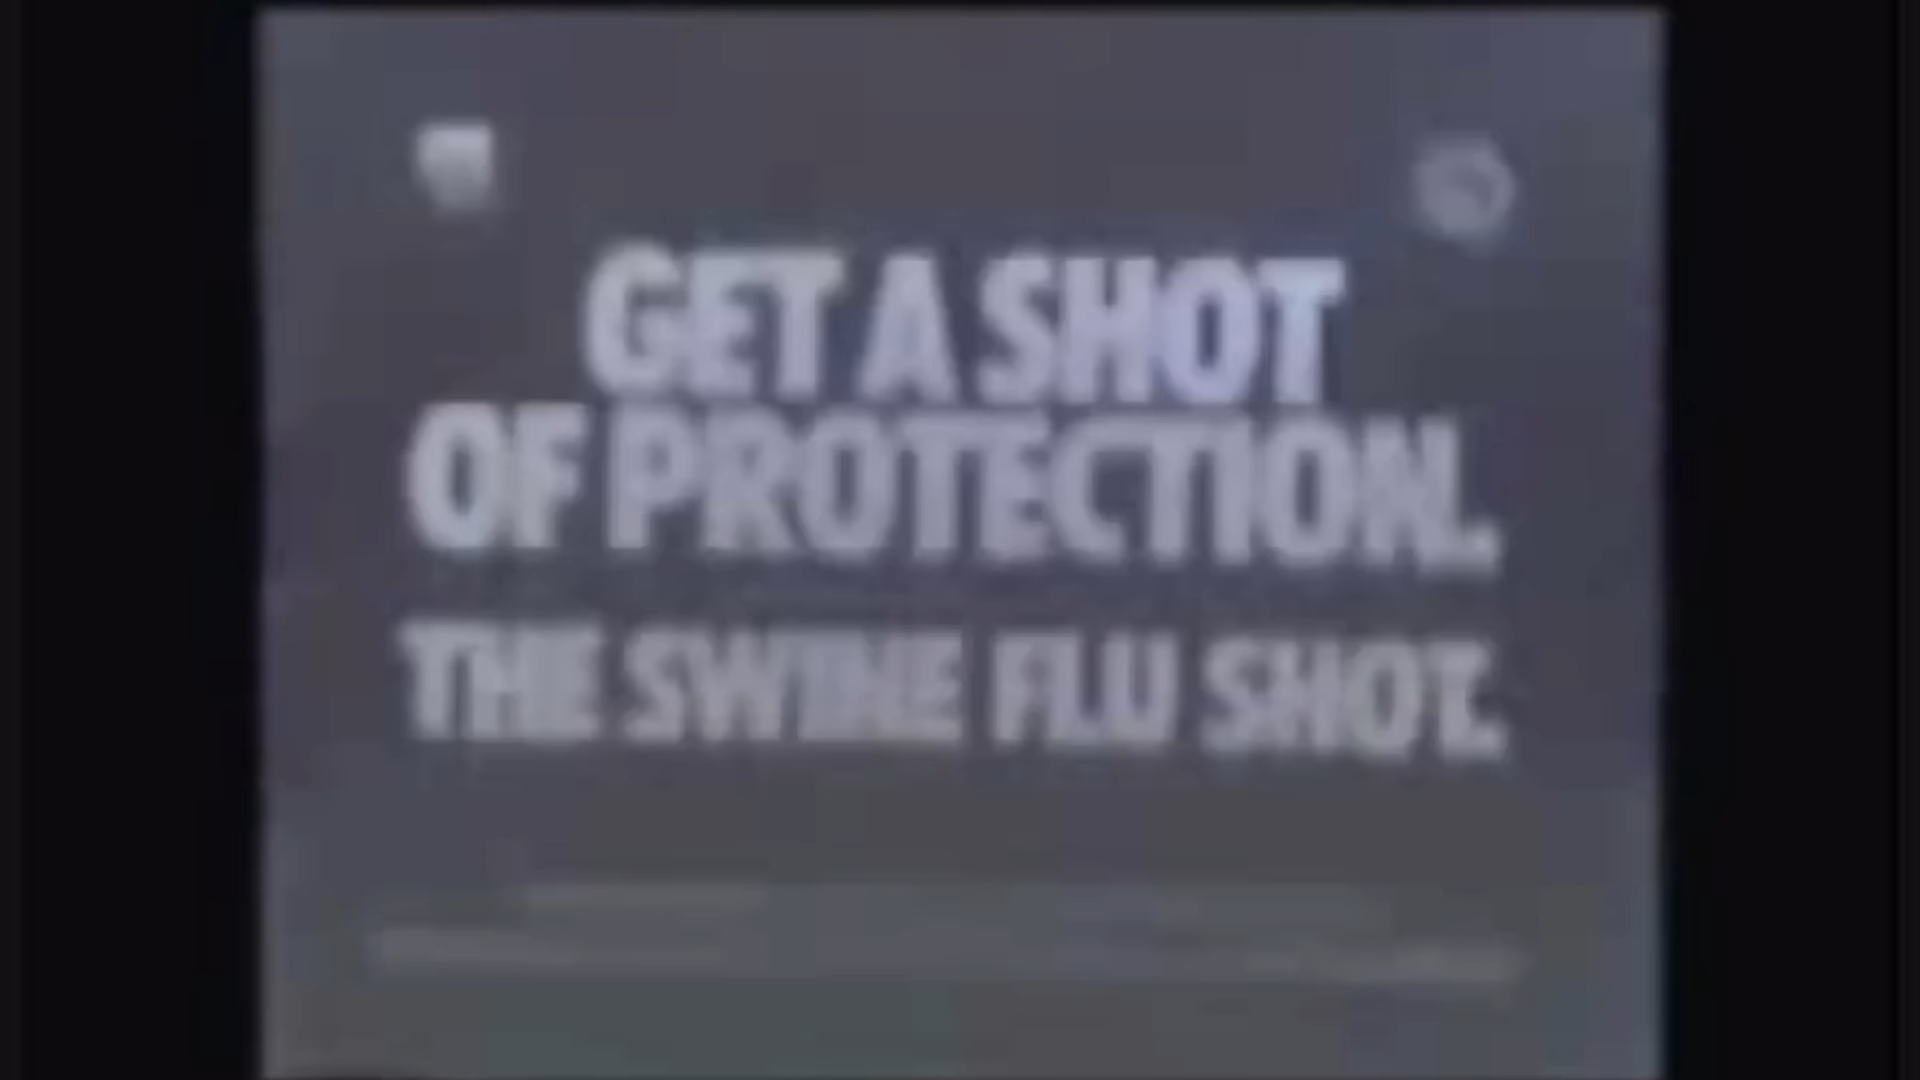 GET A SHOT
OF PROTECTION.
THE SWINE FLU SHOT.